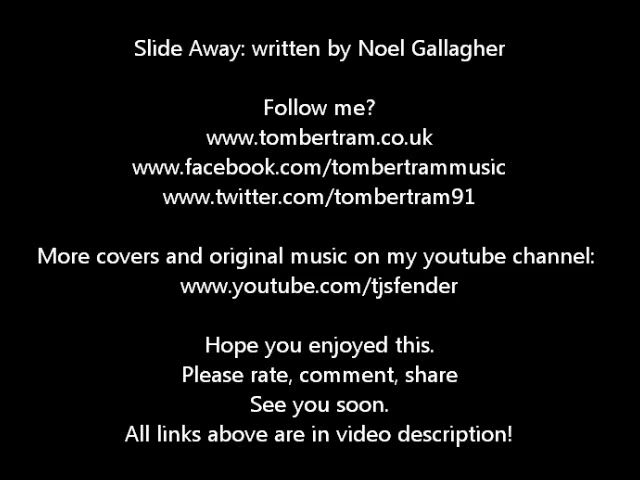 Slide Away: written by Noel Gallagher
Follow me?
www.tombertram.co.uk
www.facebook.com/tombertrammusic
www.twitter.com/tombertram91
More covers and original music on my youtube channel:
www.youtube.com/tjsfender
Hope you enjoyed this.
Please rate, comment, share
See you soon.
All links above are in video description!